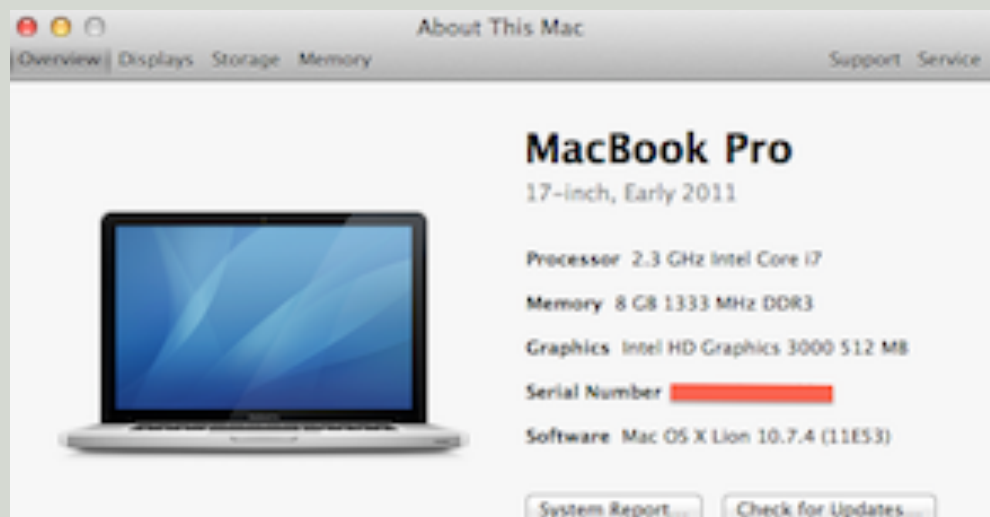 About This Mac
Overview Displays Storage Memory Support Service
MacBook Pro
17-inch, Early 2011
Processor 2.3 GHz Intel Core i7
Memory 8 GB 1333 MHz DDR3
Graphics Intel HD Graphics 3000 512 MB
Serial Number
Software Mac OS X Lion 10.7.4 (11E53)
System Report... Check for Updates...